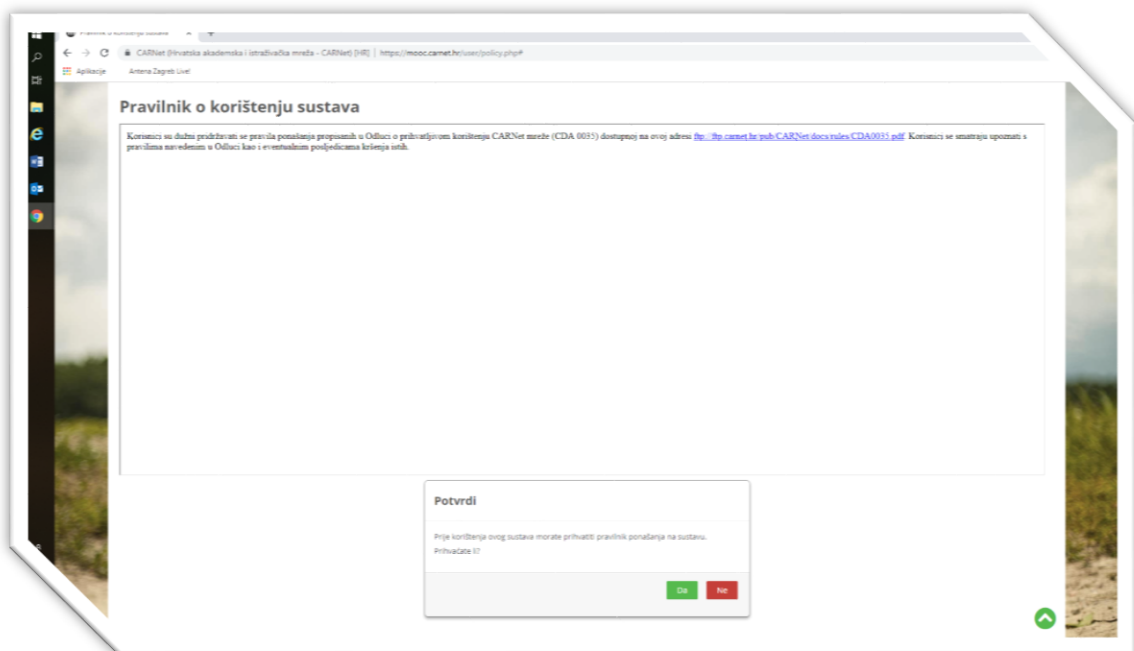 Pravilnik o korištenju sustava
CARNet (Hrvatska akademska i istraživačka mreža - CARNet) [HR] | https://mooc.carnet.hr/user/policy.php#
Aplikacije Antena Zagreb Live!
Pravilnik o korištenju sustava
Korisnici su dužni pridržavati se pravila ponašanja propisanih u Odluci o prihvatljivom korištenju CARNet mreže (CDA 0035) dostupnoj na ovoj adresi ftp://ftp.carnet.hr/pub/CARNet/docs/rules/CDA0035.pdf Korisnici se smatraju upoznati s
pravilima navedenim u Odluci kao i eventualnim posljedicama kršenja istih.
Potvrdi
Prije korištenja ovog sustava morate prihvatiti pravilnik ponašanja na sustavu.
Prihvaćate li?
Da Ne